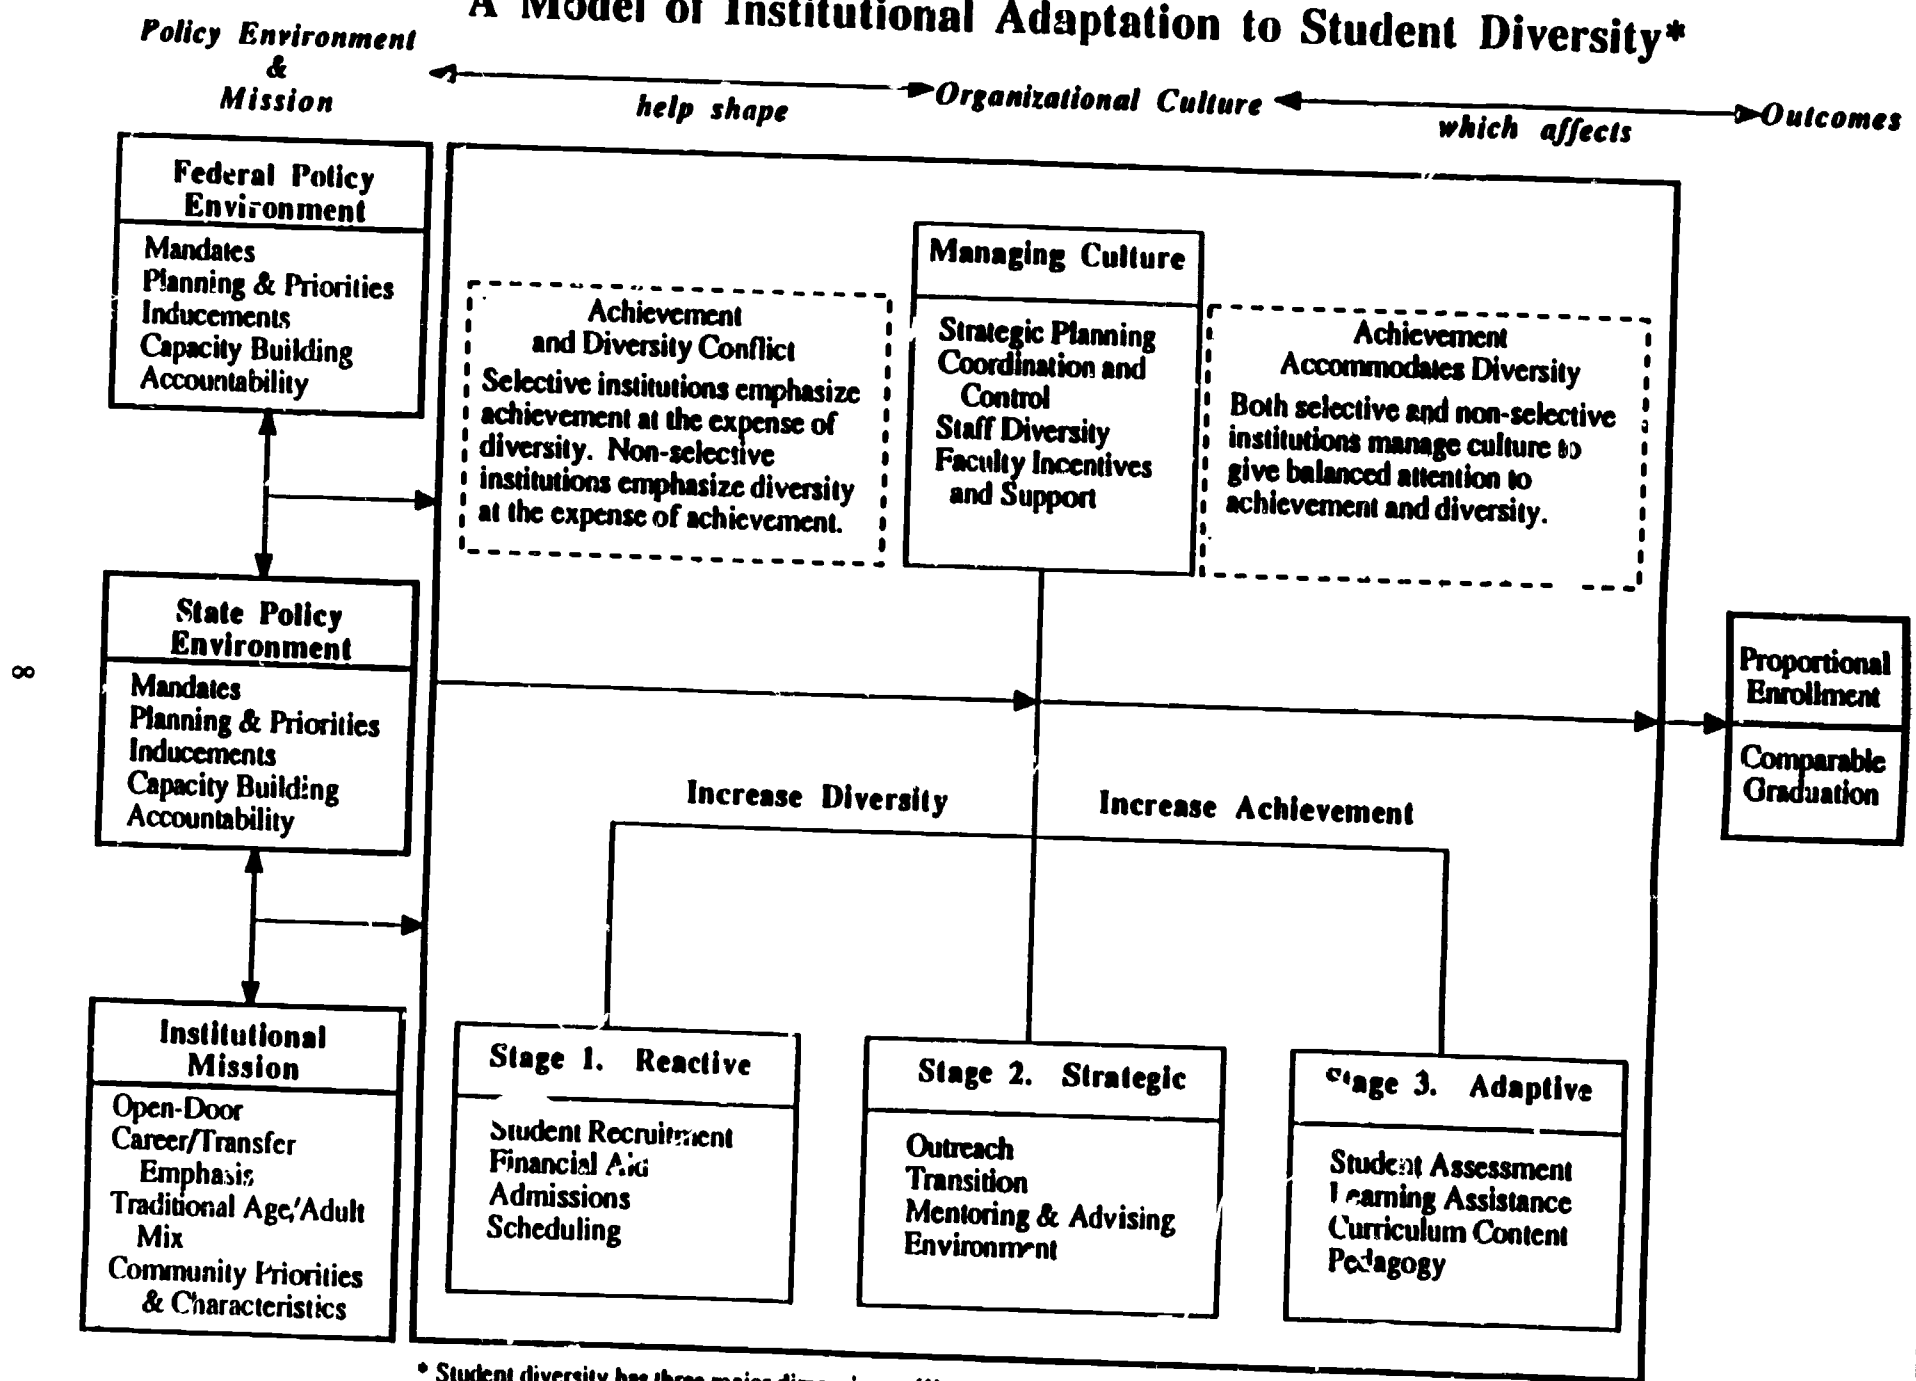 A Model of Institutional Adaptation to Student Diversity*
Policy Environment
&
Mission
help shape
Organizational Culture
which affects
Outcomes
Federal Policy
Environment
Mandates
Planning & Priorities
Inducements
Capacity Building
Accountability
State Policy
Environment
Mandates
Planning & Priorities
Inducements
Capacity Building
Accountability
Institutional
Mission
Open-Door
Career/Transfer
Emphasis
Traditional Age/Adult
Mix
Community Priorities
& Characteristics
Achievement
and Diversity Conflict
Selective institutions emphasize
achievement at the expense of
diversity. Non-selective
institutions emphasize diversity
at the expense of achievement.
Managing Culture
Strategic Planning
Coordination and
Control
Staff Diversity
Faculty Incentives
and Support
Achievement
Accommodates Diversity
Both selective and non-selective
institutions manage culture to
give balanced attention to
achievement and diversity.
Increase Diversity
Increase Achievement
Stage 1. Reactive
Student Recruitment
Financial Aid
Admissions
Scheduling
Stage 2. Strategic
Outreach
Transition
Mentoring & Advising
Environment
Stage 3. Adaptive
Student Assessment
Learning Assistance
Curriculum Content
Pedagogy
Proportional
Enrollment
Comparable
Graduation
∞
* Student diversity has three major